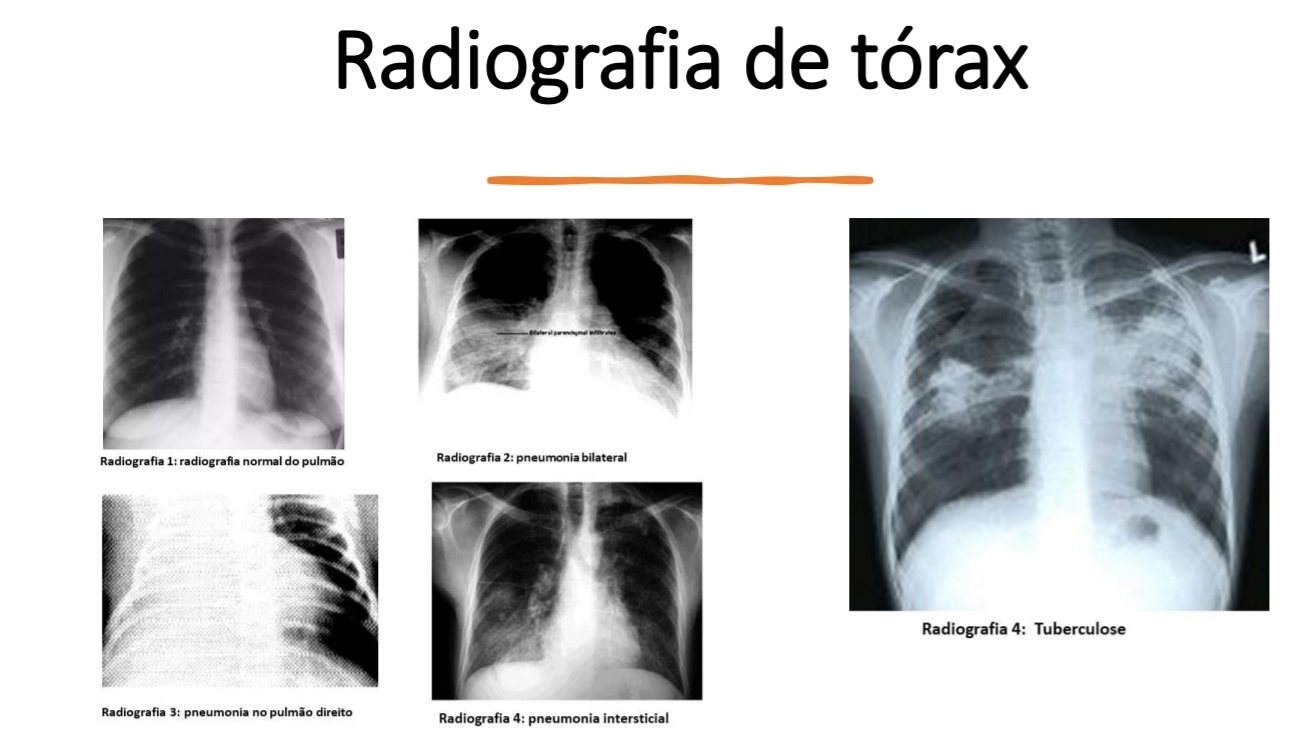 Radiografia de tórax
L
Bilateral parenchymal infiltrates
Radiografia 1: radiografia normal do pulmão
Radiografia 2: pneumonia bilateral
Radiografia 3: pneumonia no pulmão direito
Radiografia 4: pneumonia intersticial
Radiografia 4: Tuberculose